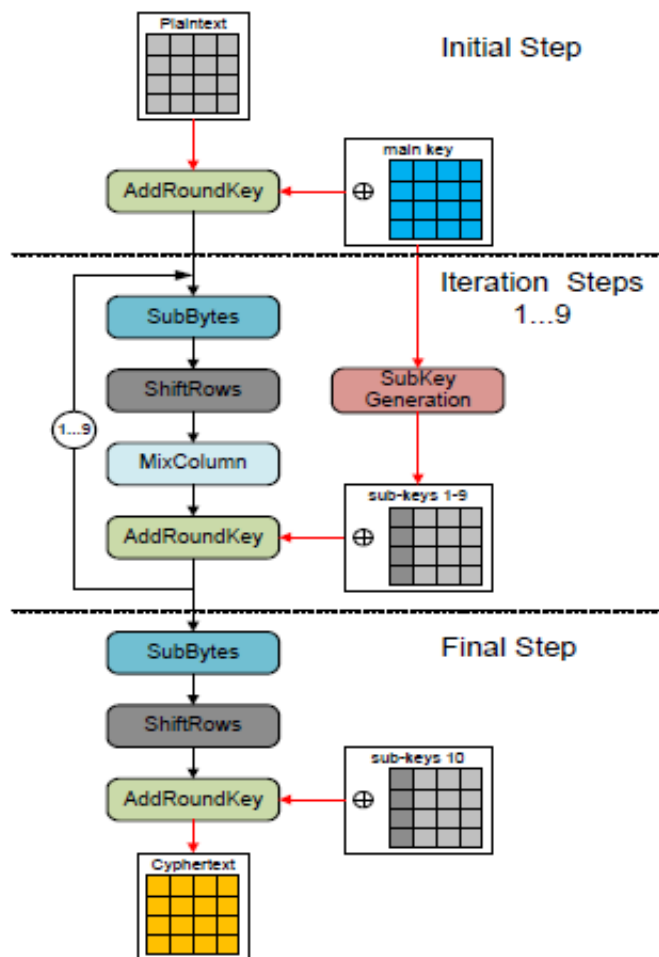 Plaintext
Initial Step
main key
AddRoundKey
Iteration Steps
1...9
SubBytes
SubKey
Generation
ShiftRows
1...9
MixColumn
sub-keys 1-9
AddRoundKey
Final Step
SubBytes
ShiftRows
sub-keys 10
AddRoundKey
Cyphertext